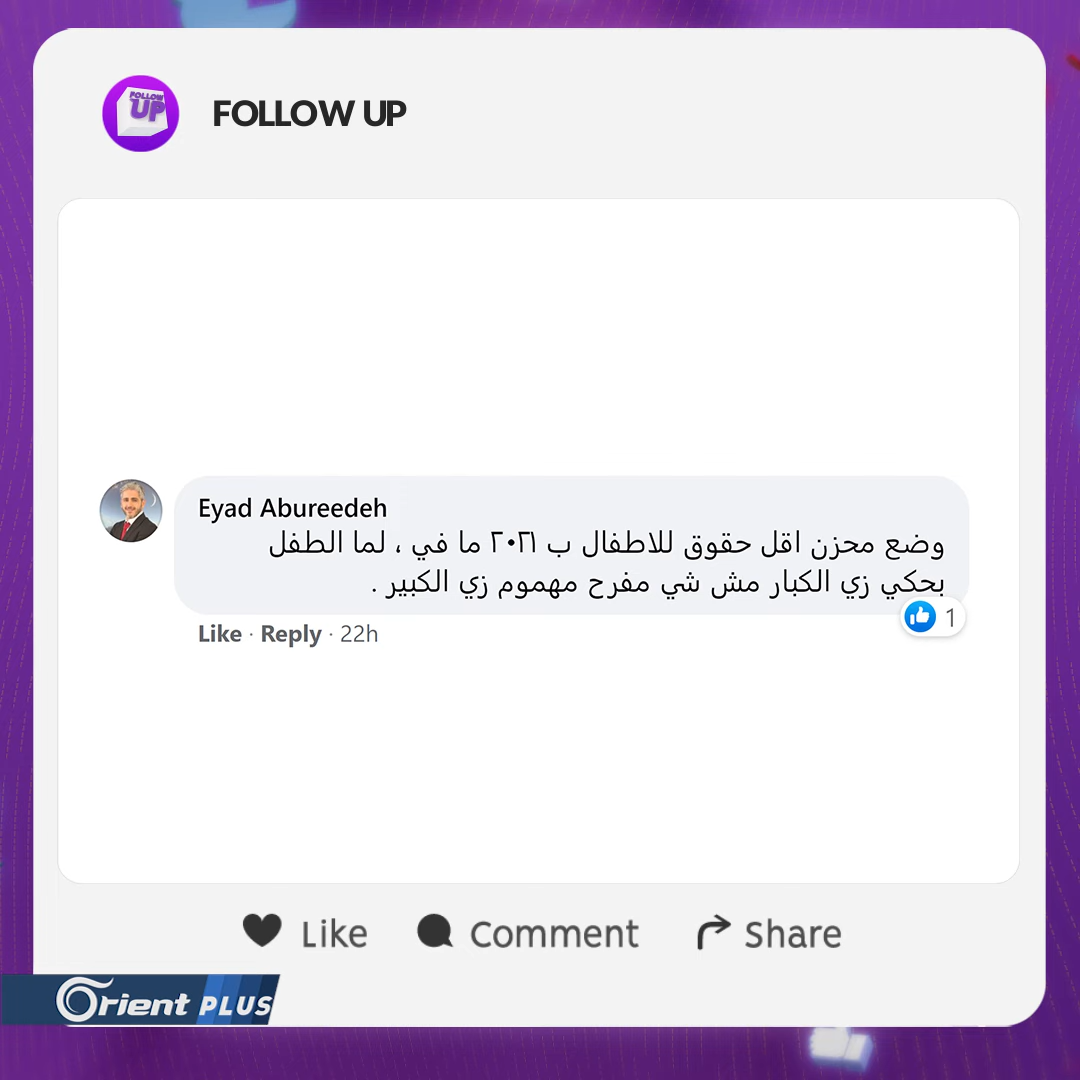 FOLLOW UP
FOLLOW UP
Eyad Abureedeh
وضع محزن اقل حقوق للاطفال ب ٢٠٢١ ما في ، لما الطفل
بحكي زي الكبار مش شي مفرح مهموم زي الكبير .
1
Like · Reply · 22h
Like Comment Share
Orient PLUS